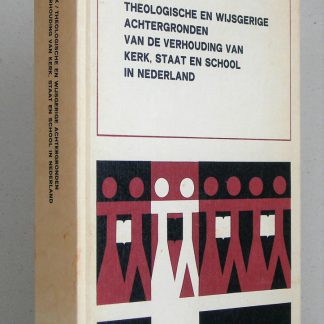 THEOLOGISCHE EN WIJSGERIGE
ACHTERGRONDEN
VAN DE VERHOUDING VAN
KERK, STAAT EN SCHOOL
IN NEDERLAND
K / THEOLOGISCHE EN WIJSGERIGE ACHTERGRONDEN
VERHOUDING VAN KERK, STAAT EN SCHOOL IN NEDERLAND